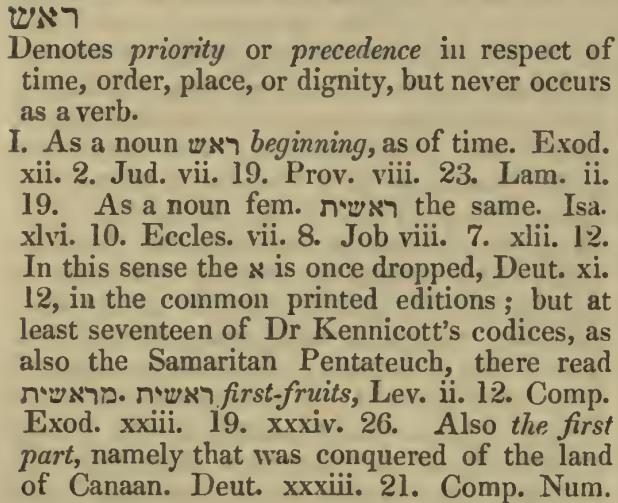 ראש
Denotes priority or precedence in respect of
time, order, place, or dignity, but never occurs
as a verb.
I. As a noun ראש beginning, as of time. Exod.
xii. 2. Jud. vii. 19. Prov. viii. 23. Lam. ii.
19. As a noun fem. ראשית the same. Isa.
xlvi. 10. Eccles. vii. 8. Job viii. 7. xlii. 12.
In this sense the א is once dropped, Deut. xi.
12, in the common printed editions; but at
least seventeen of Dr Kennicott's codices, as
also the Samaritan Pentateuch, there read
מראשית. ראשית first-fruits, Lev. ii. 12. Comp.
Exod. xxiii. 19. xxxiv. 26. Also the first
part, namely that was conquered of the land
of Canaan. Deut. xxxiii. 21. Comp. Num.